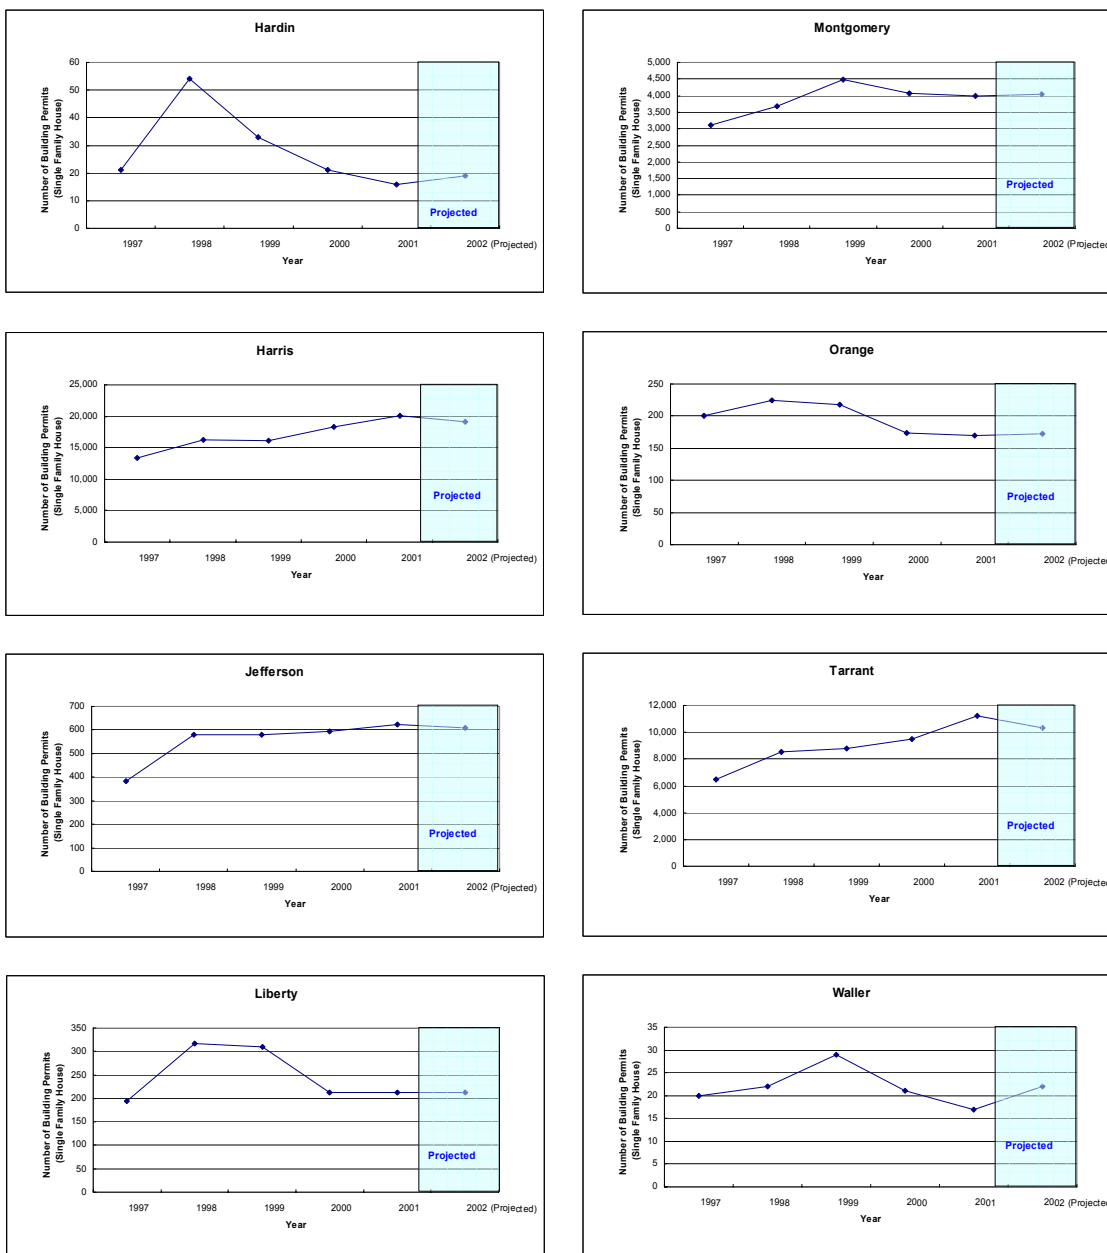 Hardin
Number of Building Permits
(Single Family House)
60
50
40
30
20
10
0
Projected
1997 1998 1999 2000 2001 2002 (Projected)
Year
Montgomery
Number of Building Permits
(Single Family House)
5,000
4,500
4,000
3,500
3,000
2,500
2,000
1,500
1,000
500
0
Projected
1997 1998 1999 2000 2001 2002 (Projected)
Year
Harris
Number of Building Permits
(Single Family House)
25,000
20,000
15,000
10,000
5,000
0
Projected
1997 1998 1999 2000 2001 2002 (Projected)
Year
Orange
Number of Building Permits
(Single Family House)
250
200
150
100
50
0
Projected
1997 1998 1999 2000 2001 2002 (Projected)
Year
Jefferson
Number of Building Permits
(Single Family House)
700
600
500
400
300
200
100
0
Projected
1997 1998 1999 2000 2001 2002 (Projected)
Year
Tarrant
Number of Building Permits
(Single Family House)
12,000
10,000
8,000
6,000
4,000
2,000
0
Projected
1997 1998 1999 2000 2001 2002 (Projected)
Year
Liberty
Number of Building Permits
(Single Family House)
350
300
250
200
150
100
50
0
Projected
1997 1998 1999 2000 2001 2002 (Projected)
Year
Waller
Number of Building Permits
(Single Family House)
35
30
25
20
15
10
5
0
Projected
1997 1998 1999 2000 2001 2002 (Projected)
Year